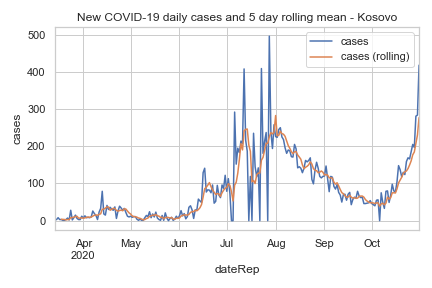 New COVID-19 daily cases and 5 day rolling mean - Kosovo
cases
cases (rolling)
500
400
300
200
100
0
cases
Apr May Jun Jul Aug Sep Oct
2020
dateRep